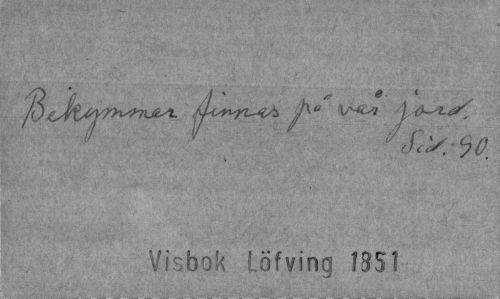 Bekymmer finnas på vår jord.
Sid. 90.
Visbok Löfving 1851